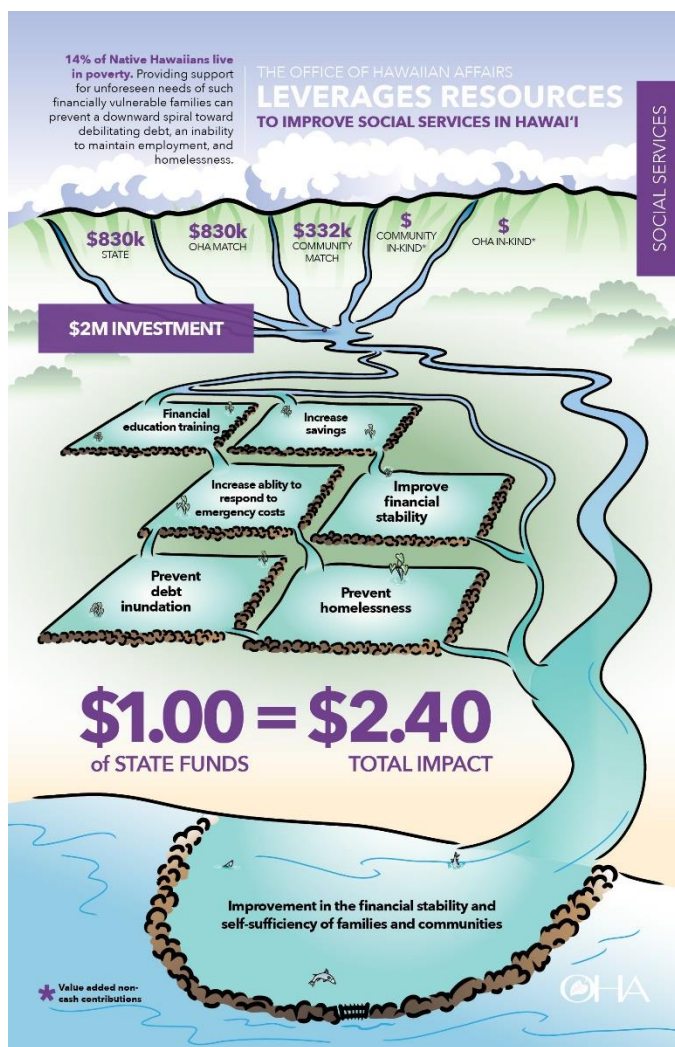 14% of Native Hawaiians live
in poverty. Providing support
for unforeseen needs of such
financially vulnerable families can
prevent a downward spiral toward
debilitating debt, an inability
to maintain employment, and
homelessness.
THE OFFICE OF HAWAIIAN AFFAIRS
LEVERAGES RESOURCES
TO IMPROVE SOCIAL SERVICES IN HAWAI‘I
SOCIAL SERVICES
$830k
STATE
$830k
OHA MATCH
$332k
COMMUNITY
MATCH
$
COMMUNITY
IN-KIND*
$
OHA IN-KIND*
$2M INVESTMENT
Financial
education training
Increase
savings
Increase ablity to
respond to
emergency costs
Improve
financial
stability
Prevent
debt
inundation
Prevent
homelessness
$1.00 = $2.40
of STATE FUNDS TOTAL IMPACT
Improvement in the financial stability and
self-sufficiency of families and communities
* Value added non-
cash contributions
OHA